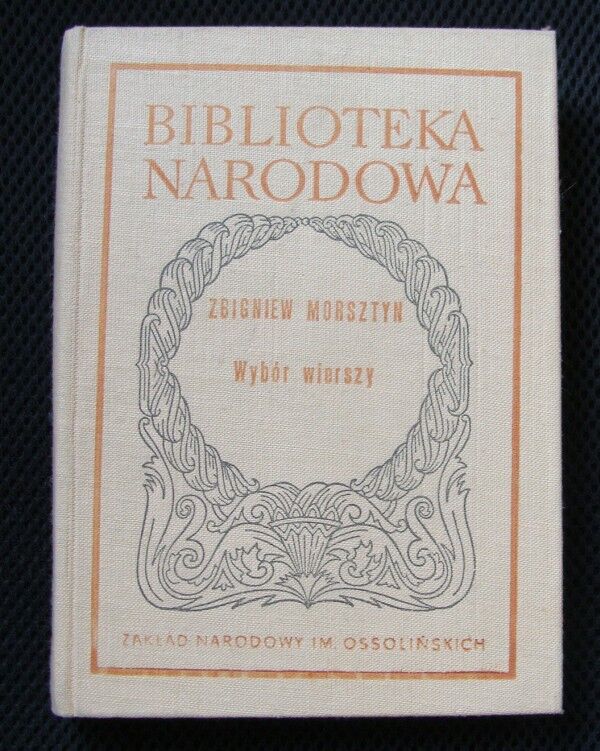 BIBLIOTEKA
NARODOWA
ZBIGNIEW MORSZTYN
Wybór wierszy
ZAKŁAD NARODOWY IM. OSSOLIŃSKICH